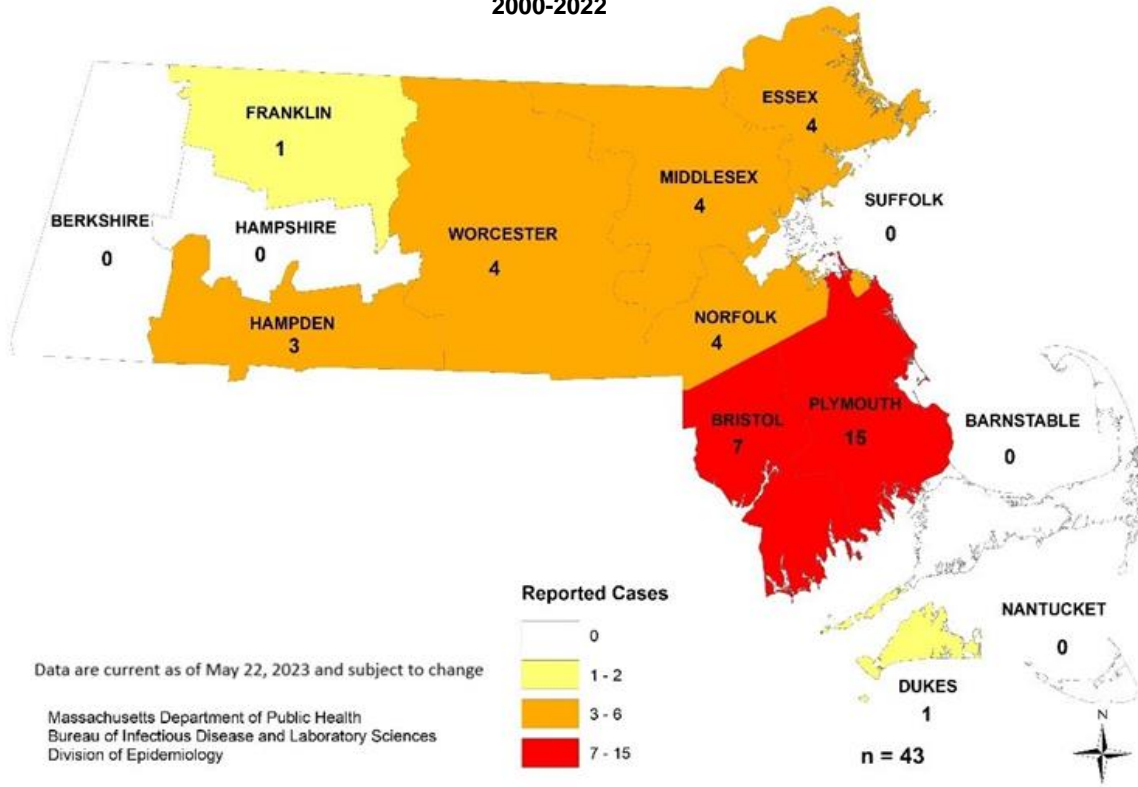 2000-2022
ESSEX
4
FRANKLIN
1
MIDDLESEX
4
SUFFOLK
0
BERKSHIRE
0
HAMPSHIRE
0
WORCESTER
4
HAMPDEN
3
NORFOLK
4
BRISTOL
7
PLYMOUTH
15
BARNSTABLE
0
NANTUCKET
0
DUKES
1
Reported Cases
0
1 - 2
3 - 6
7 - 15
Data are current as of May 22, 2023 and subject to change
Massachusetts Department of Public Health
Bureau of Infectious Disease and Laboratory Sciences
Division of Epidemiology
n = 43
N